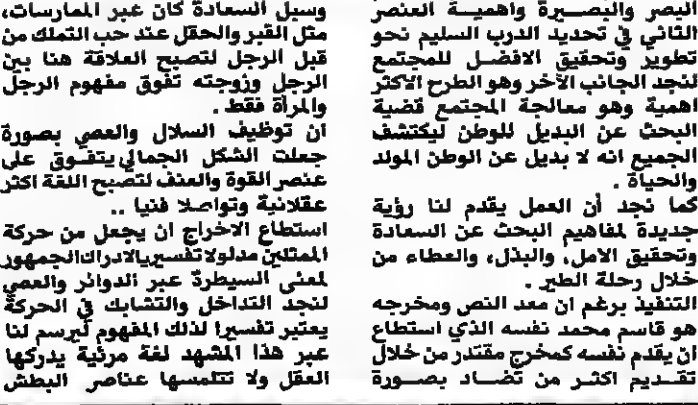 البصر والبصيرة واهمية العنصر
الثاني في تحديد الدرب السليم نحو
تطوير وتحقيق الافضل للمجتمع
لنجد الجانب الآخر وهو الطرح الاكثر
اهمية وهو معالجة المجتمع قضية
البحث عن البديل للوطن ليكتشف
الجميع انه لا بديل عن الوطن المولد
والحياة .
كما نجد أن العمل يقدم لنا رؤية
جديدة لمفاهيم البحث عن السعادة
وتحقيق الامل، والبذل، والعطاء من
خلال رحلة الطير .
التنفيذ برغم ان معد النص ومخرجه
هو قاسم محمد نفسه الذي استطاع
ان يقدم نفسه كمخرج مقتدر من خلال
تقديم اكثر من تضاد بصورة
وسبل السعادة كان عبر الممارسات،
مثل القبر والحقل عند حب التملك من
قبل الرجل لتصبح العلاقة هنا بين
الرجل وزوجته تفوق مفهوم الرجل
والمرأة فقط .
ان توظيف السلال والعصي بصورة
جعلت الشكل الجمالي يتفوق على
عنصر القوة والعنف لتصبح اللغة اكثر
عقلانية وتواصلا فنيا ..
استطاع الاخراج ان يجعل من حركة
الممثلين مدلولا تفسيريا لادراك الجمهور
لمعنى السيطرة عبر الدوائر والعصي
لنجد التداخل والتشابك في الحركة
يعتبر تفسيرا لذلك المفهوم ليرسم لنا
عبر هذا المشهد لغة مرئية يدركها
العقل ولا تتلمسها عناصر البطش